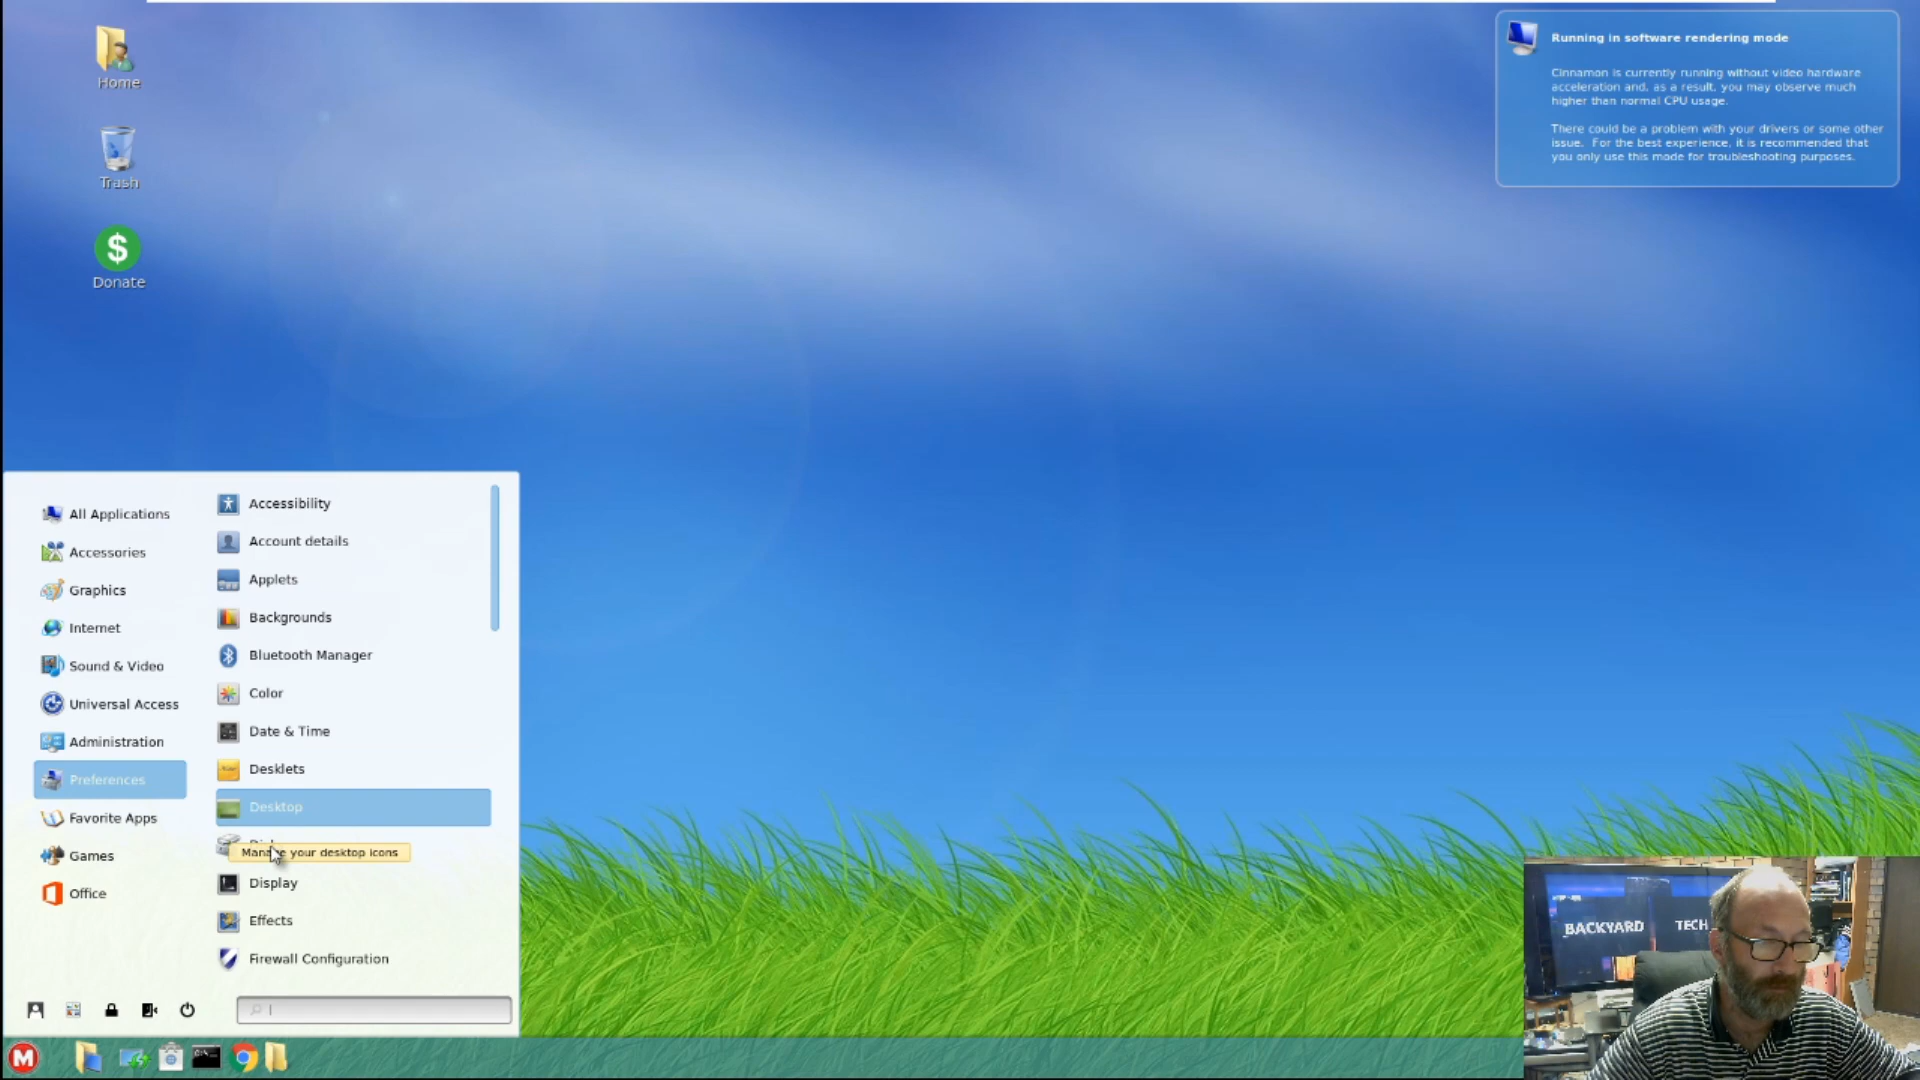 Home
Trash
Donate
Running in software rendering mode
Cinnamon is currently running without video hardware
acceleration and, as a result, you may observe much
higher than normal CPU usage.
There could be a problem with your drivers or some other
issue. For the best experience, it is recommended that
you only use this mode for troubleshooting purposes.
All Applications
Accessories
Graphics
Internet
Sound & Video
Universal Access
Administration
Preferences
Favorite Apps
Games
Office
Accessibility
Account details
Applets
Backgrounds
Bluetooth Manager
Color
Date & Time
Desklets
Desktop
Manage your desktop icons
Display
Effects
Firewall Configuration
BACKYARD TECH
M